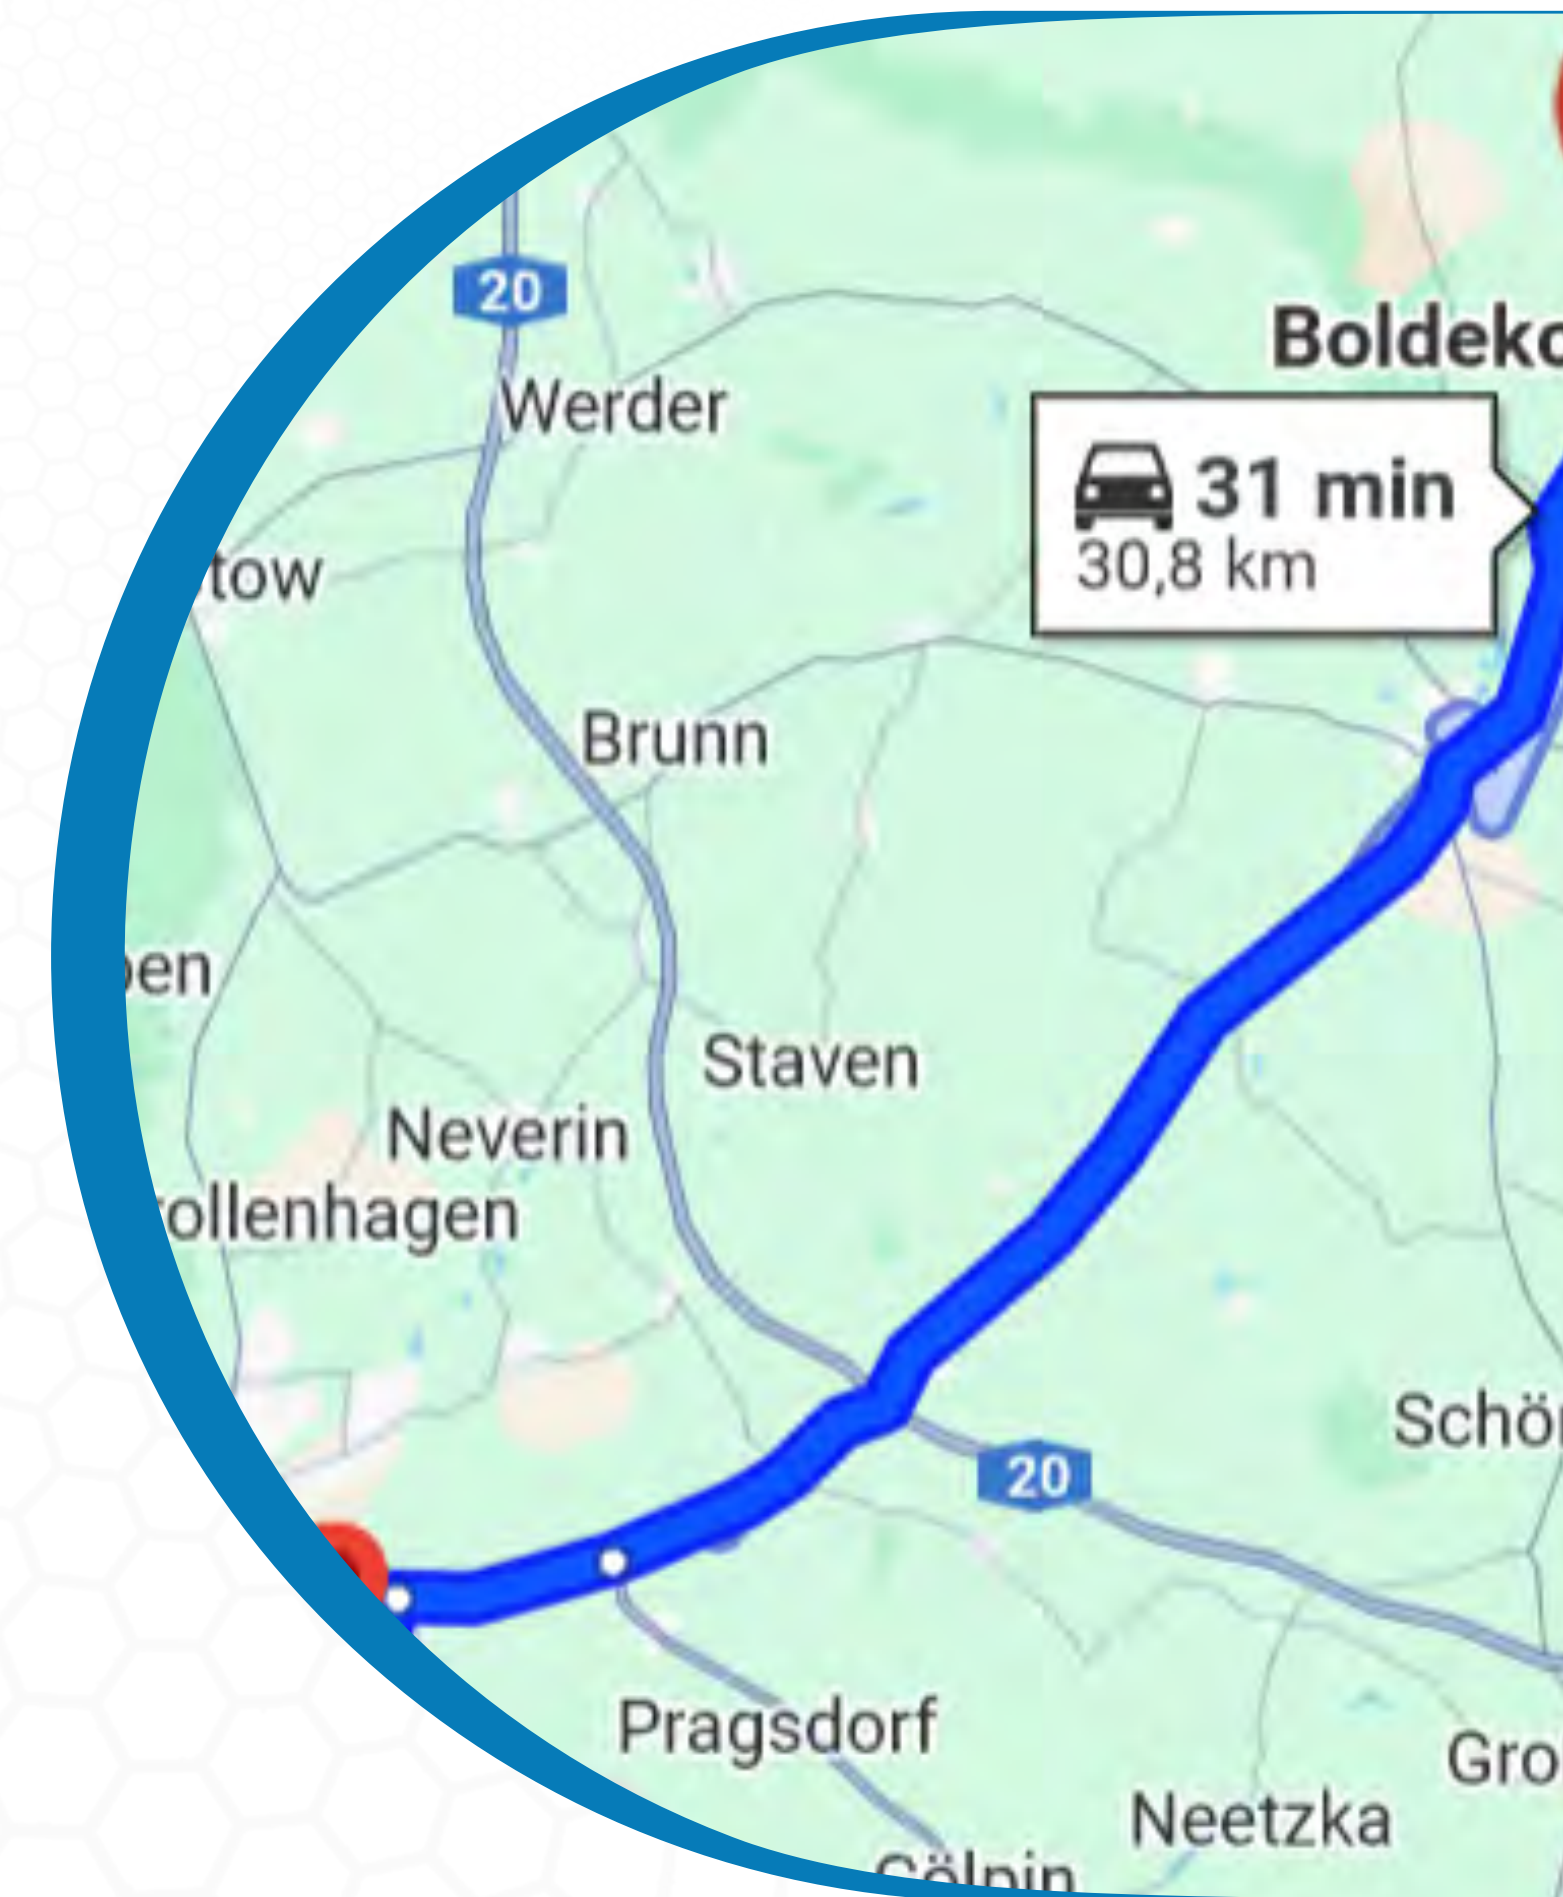 20
Werder
Boldeko
31 min
30,8 km
tow
Brunn
en
Staven
Neverin
ollenhagen
Schö
20
Pragsdorf
Gro
Neetzka
Cölpin